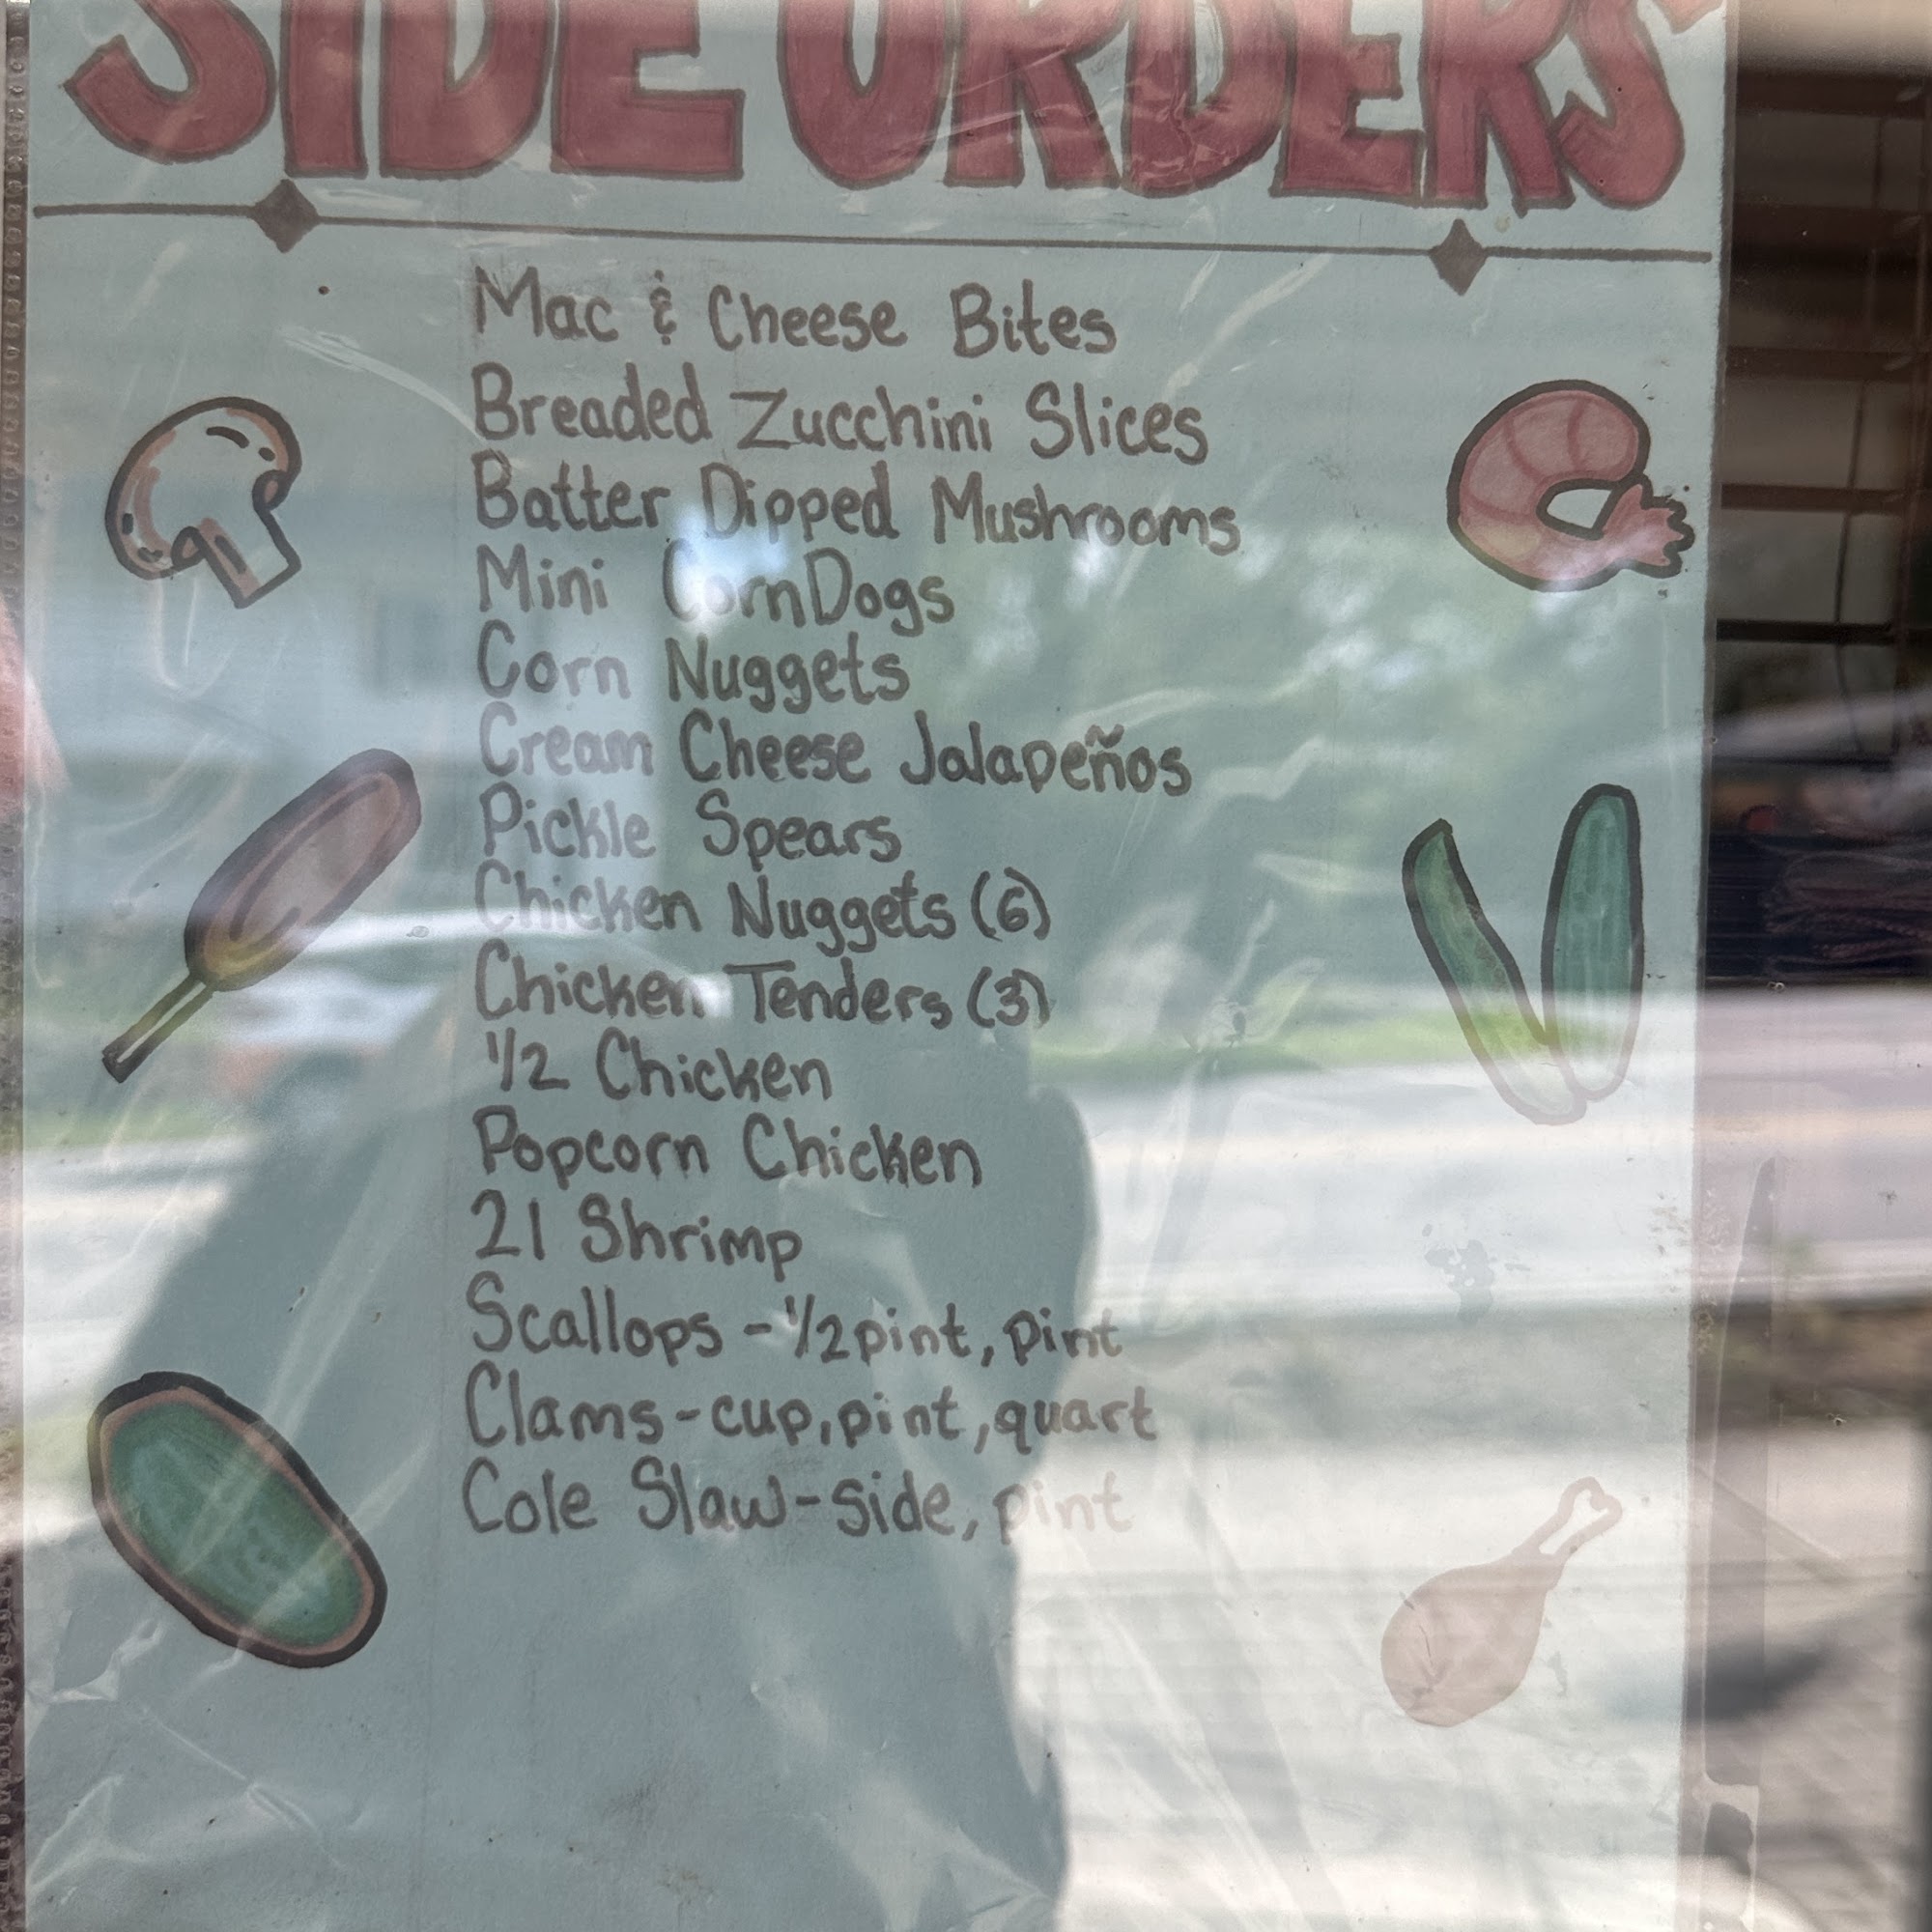 SIDE ORDERS
Mac & Cheese Bites
Breaded Zucchini Slices
Batter Dipped Mushrooms
Mini CornDogs
Corn Nuggets
Cream Cheese Jalapeños
Pickle Spears
Chicken Nuggets (6)
Chicken Tenders (3)
1/2 Chicken
Popcorn Chicken
21 Shrimp
Scallops - 1/2 pint, pint
Clams - cup, pint, quart
Cole Slaw - side, pint